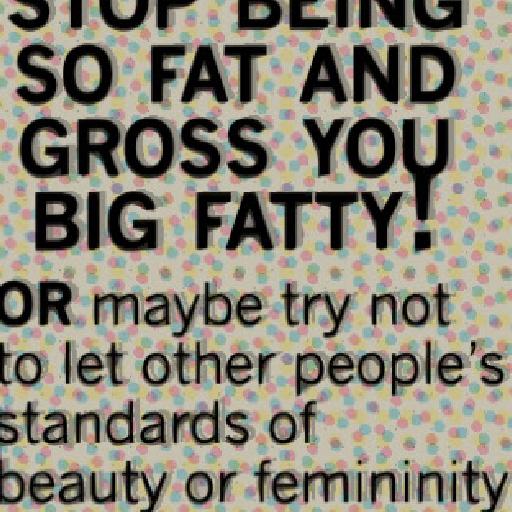 STOP BEING
SO FAT AND
GROSS YOU
BIG FATTY!
OR maybe try not
to let other people's
standards of
beauty or femininity